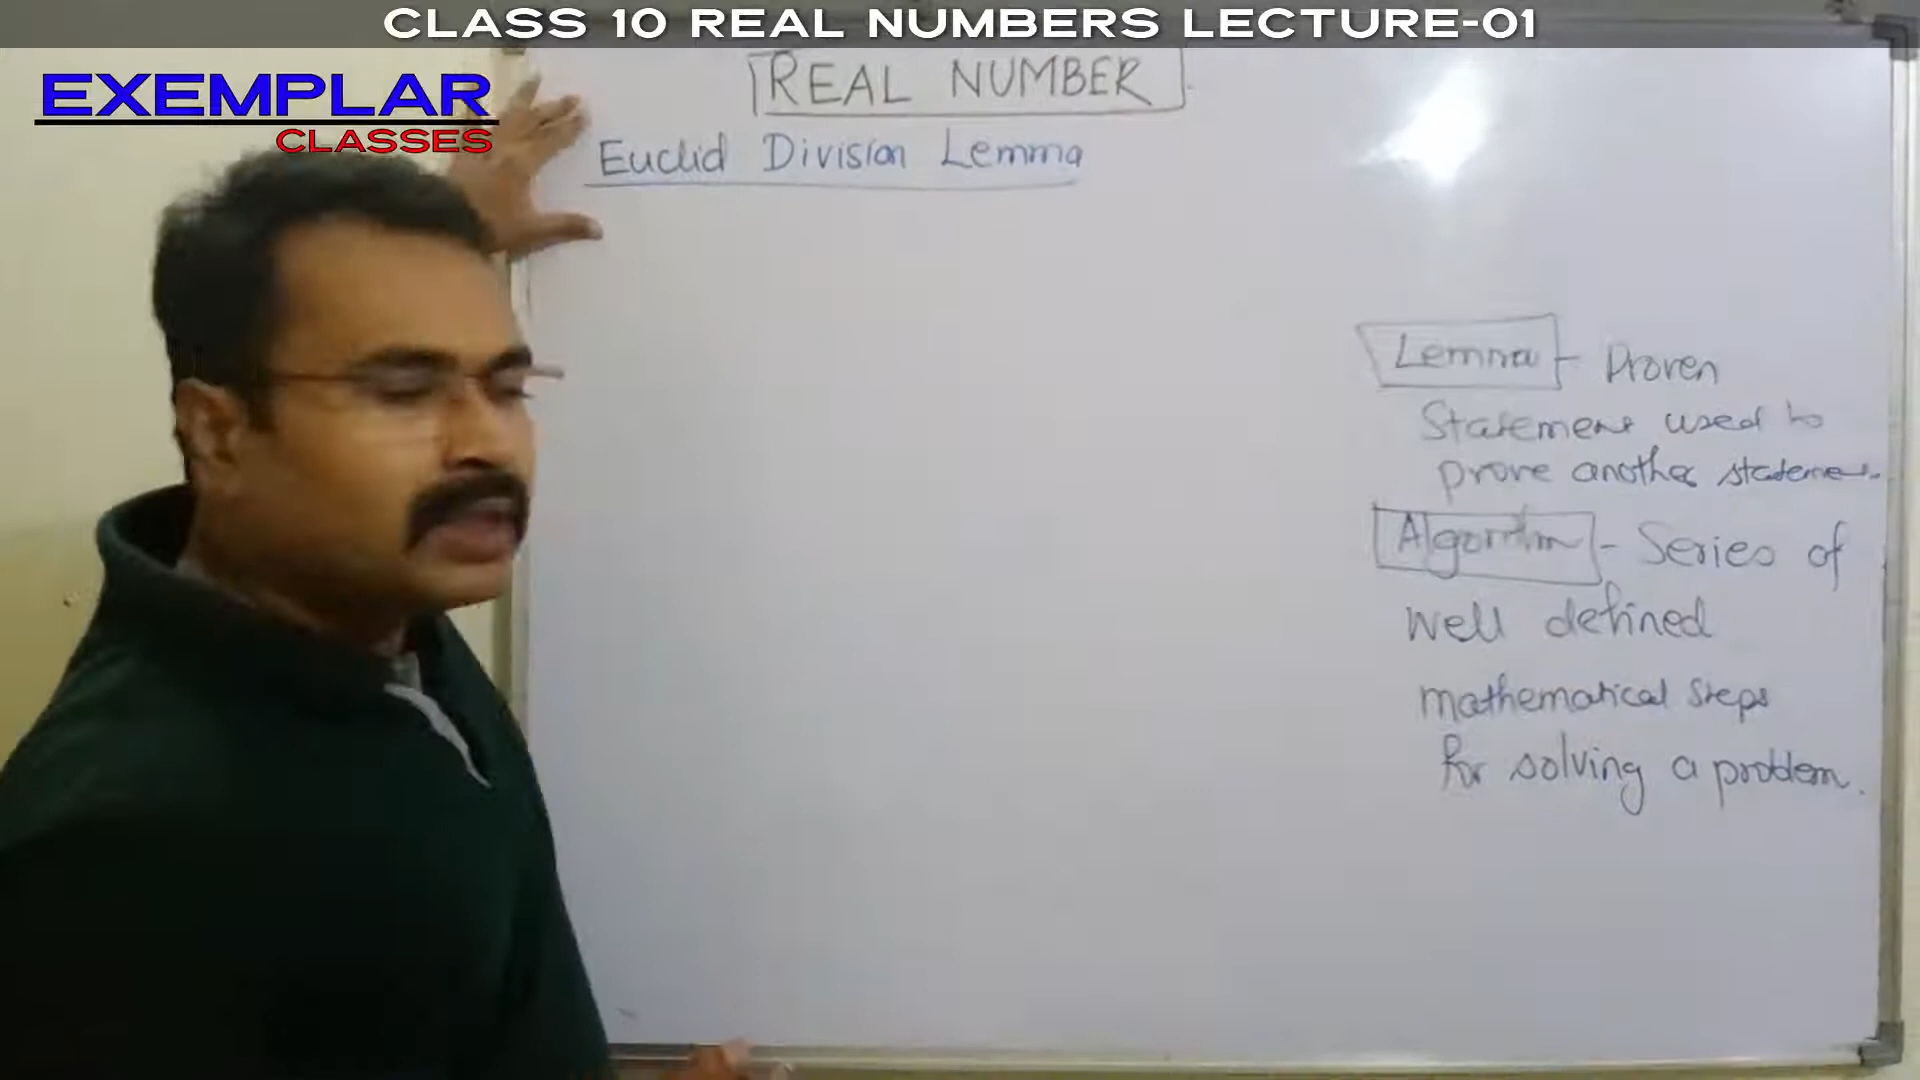 CLASS 10 REAL NUMBERS LECTURE-01
EXEMPLAR
CLASSES
REAL NUMBER
Euclid Division Lemma
Lemma - Proven
Statement used to
prove another statement.
Algorithm - Series of
well defined
mathematical steps
for solving a problem.